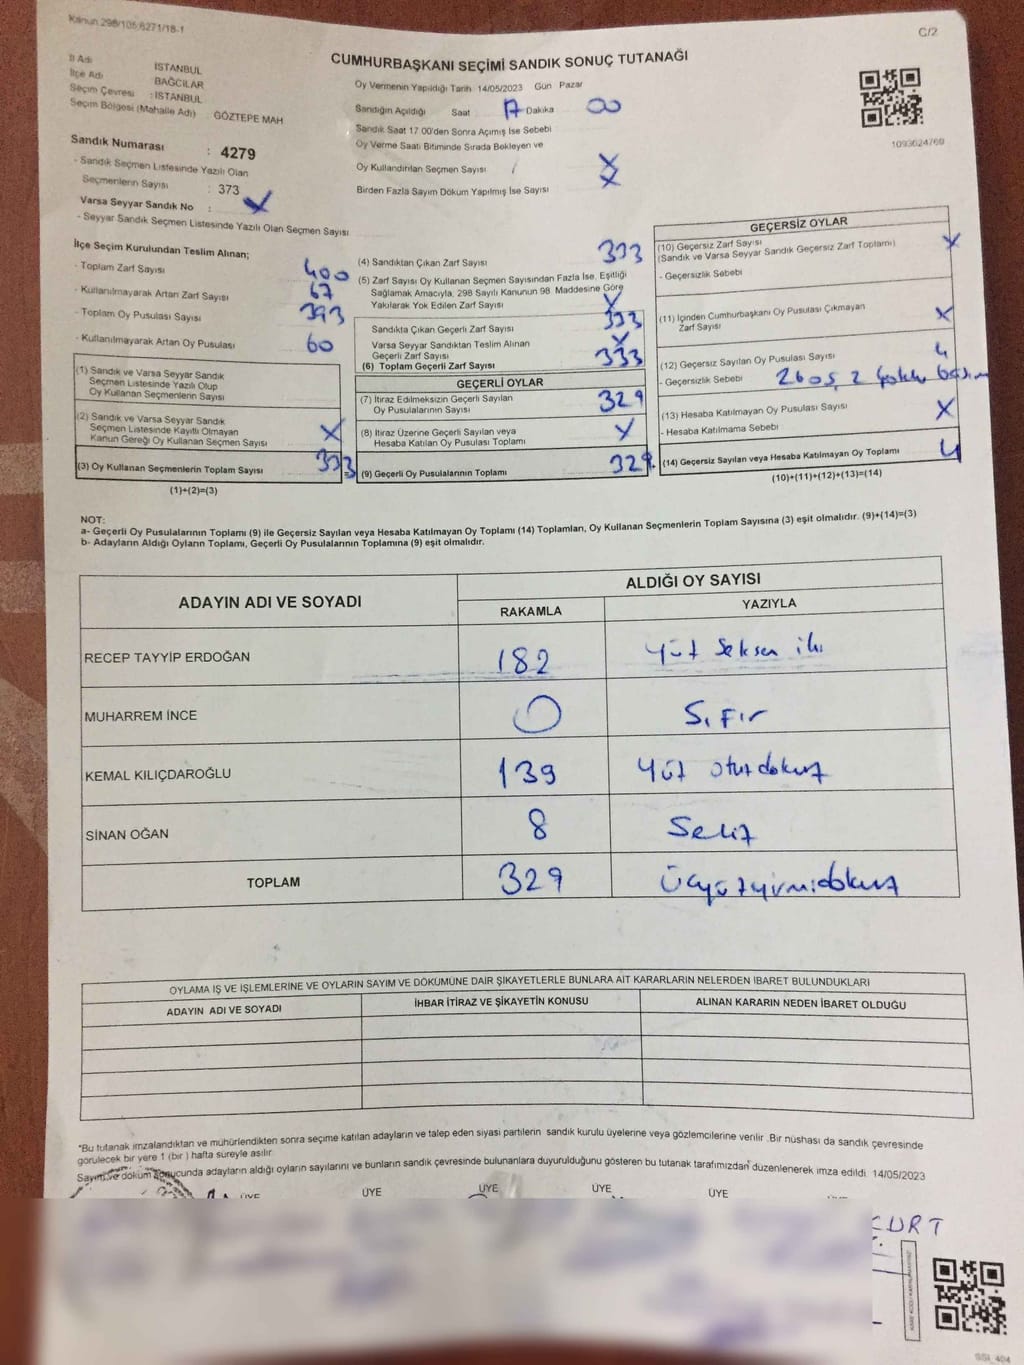 Kanun 298/105;6271/18-1
C/2
CUMHURBAŞKANI SEÇİMİ SANDIK SONUÇ TUTANAĞI
İl Adı : İSTANBUL
İlçe Adı : BAĞCILAR
Seçim Çevresi : İSTANBUL
Seçim Bölgesi (Mahalle Adı) : GÖZTEPE MAH
Sandık Numarası : 4279
- Sandık Seçmen Listesinde Yazılı Olan
Seçmenlerin Sayısı : 373
Varsa Seyyar Sandık No : X
- Seyyar Sandık Seçmen Listesinde Yazılı Olan Seçmen Sayısı
Oy Vermenin Yapıldığı Tarih 14/05/2023 Gün Pazar
Sandığın Açıldığı Saat 17 Dakika 00
Sandık Saat 17:00'den Sonra Açımış İse Sebebi
Oy Verme Saati Bitiminde Sırada Bekleyen ve
Oy Kullandırılan Seçmen Sayısı X
Birden Fazla Sayım Döküm Yapılmış İse Sayısı X
1093624769
İlçe Seçim Kurulundan Teslim Alınan;
- Toplam Zarf Sayısı 400
- Kullanılmayarak Artan Zarf Sayısı 67
- Toplam Oy Pusulası Sayısı 393
- Kullanılmayarak Artan Oy Pusulası 60
(1) Sandık ve Varsa Seyyar Sandık
Seçmen Listesinde Yazılı Olup
Oy Kullanan Seçmenlerin Sayısı
(2) Sandık ve Varsa Seyyar Sandık
Seçmen Listesinde Kayıtlı Olmayan
Kanun Gereği Oy Kullanan Seçmen Sayısı X
(3) Oy Kullanan Seçmenlerin Toplam Sayısı 333
(1)+(2)=(3)
(4) Sandıktan Çıkan Zarf Sayısı 333
(5) Zarf Sayısı Oy Kullanan Seçmen Sayısından Fazla İse, Eşitliği
Sağlamak Amacıyla, 298 Sayılı Kanunun 98. Maddesine Göre
Yakılarak Yok Edilen Zarf Sayısı X
Sandıkta Çıkan Geçerli Zarf Sayısı 333
Varsa Seyyar Sandıktan Teslim Alınan
Geçerli Zarf Sayısı X
(6) Toplam Geçerli Zarf Sayısı 333
GEÇERLİ OYLAR
(7) İtiraz Edilmeksizin Geçerli Sayılan
Oy Pusulalarının Sayısı 329
(8) İtiraz Üzerine Geçerli Sayılan veya
Hesaba Katılan Oy Pusulası Toplamı X
(9) Geçerli Oy Pusulalarının Toplamı 329
GEÇERSİZ OYLAR
(10) Geçersiz Zarf Sayısı
(Sandık ve Varsa Seyyar Sandık Geçersiz Zarf Toplamı) X
- Geçersizlik Sebebi
(11) İçinden Cumhurbaşkanı Oy Pusulası Çıkmayan
Zarf Sayısı X
(12) Geçersiz Sayılan Oy Pusulası Sayısı 4
- Geçersizlik Sebebi 2 boş, 2
(13) Hesaba Katılmayan Oy Pusulası Sayısı X
- Hesaba Katılmama Sebebi
(14) Geçersiz Sayılan veya Hesaba Katılmayan Oy Toplamı 4
(10)+(11)+(12)+(13)=(14)
NOT:
a- Geçerli Oy Pusulalarının Toplamı (9) ile Geçersiz Sayılan veya Hesaba Katılmayan Oy Toplamı (14) Toplamları, Oy Kullanan Seçmenlerin Toplam Sayısına (3) eşit olmalıdır. (9)+(14)=(3)
b- Adayların Aldığı Oyların Toplamı, Geçerli Oy Pusulalarının Toplamına (9) eşit olmalıdır.
ADAYIN ADI VE SOYADI
ALDIĞI OY SAYISI
RAKAMLA YAZIYLA
RECEP TAYYİP ERDOĞAN 182 Yüz Seksen iki
MUHARREM İNCE 0 Sıfır
KEMAL KILIÇDAROĞLU 139 Yüz otuz dokuz
SİNAN OĞAN 8 Sekiz
TOPLAM 329 Üçyüzyirmidokuz
OYLAMA İŞ VE İŞLEMLERİNE VE OYLARIN SAYIM VE DÖKÜMÜNE DAİR ŞİKAYETLERLE BUNLARA AİT KARARLARIN NELERDEN İBARET BULUNDUKLARI
ADAYIN ADI VE SOYADI İHBAR İTİRAZ VE ŞİKAYETİN KONUSU ALINAN KARARIN NEDEN İBARET OLDUĞU
"Bu tutanak imzalandıktan ve mühürlendikten sonra seçime katılan adayların ve talep eden siyasi partilerin sandık kurulu üyelerine veya gözlemcilerine verilir. Bir nüshası da sandık çevresinde
görülecek bir yere 1 (bir) hafta süreyle asılır.
Sayım ve döküm sonucunda adayların aldığı oyların sayılarını ve bunların sandık çevresinde bulunanlara duyurulduğunu gösteren bu tutanak tarafımızdan düzenlenerek imza edildi. 14/05/2023
ÜYE ÜYE ÜYE ÜYE ÜYE
KURT